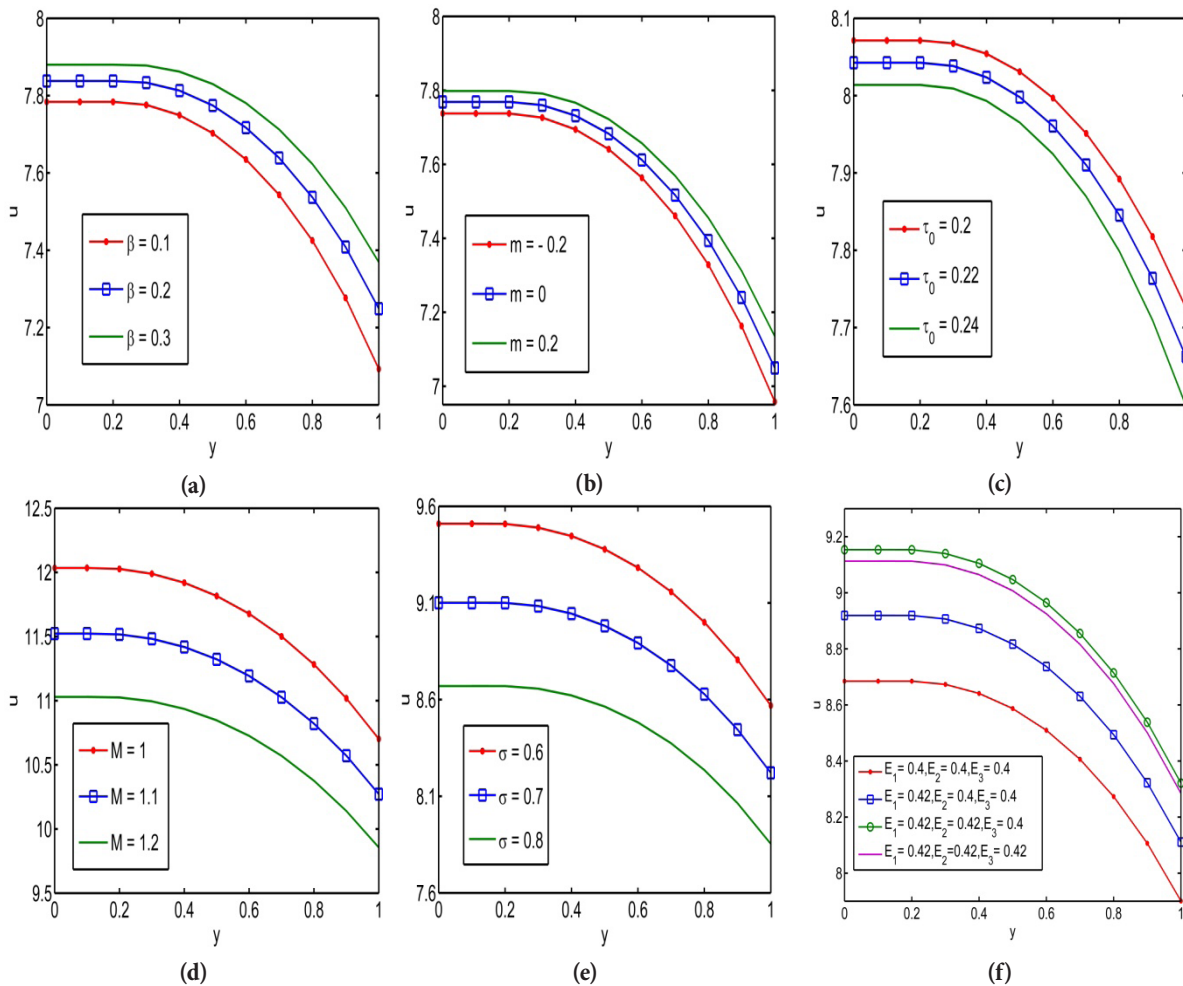 8
7.8
7.6
7.4
7.2
7
0 0.2 0.4 0.6 0.8 1
u
y
β = 0.1
β = 0.2
β = 0.3
(a)
8
7.8
7.6
7.4
7.2
7
0 0.2 0.4 0.6 0.8 1
u
y
m = - 0.2
m = 0
m = 0.2
(b)
8.1
8
7.9
7.8
7.7
7.6
0 0.2 0.4 0.6 0.8
u
y
τ0 = 0.2
τ0 = 0.22
τ0 = 0.24
(c)
12.5
12
11.5
11
10.5
10
9.5
0 0.2 0.4 0.6 0.8 1
u
y
M = 1
M = 1.1
M = 1.2
(d)
9.6
9.1
8.6
8.1
7.6
0 0.2 0.4 0.6 0.8 1
u
y
σ = 0.6
σ = 0.7
σ = 0.8
(e)
9.2
9
8.8
8.6
8.4
8.2
8
0 0.2 0.4 0.6 0.8 1
u
y
E1= 0.4,E2= 0.4,E3= 0.4
E1= 0.42,E2= 0.4,E3= 0.4
E1= 0.42,E2= 0.42,E3= 0.4
E1= 0.42,E2=0.42,E3= 0.42
(f)